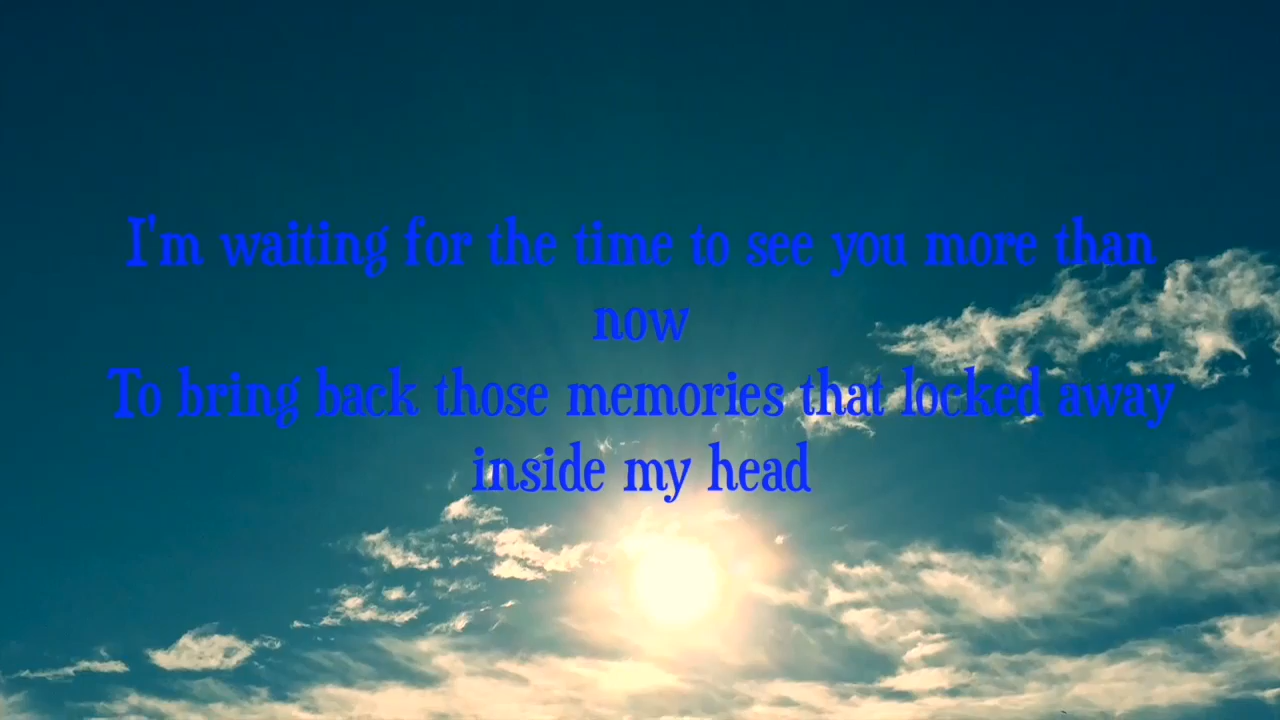 I'm waiting for the time to see you more than
now
To bring back those memories that locked away
inside my head